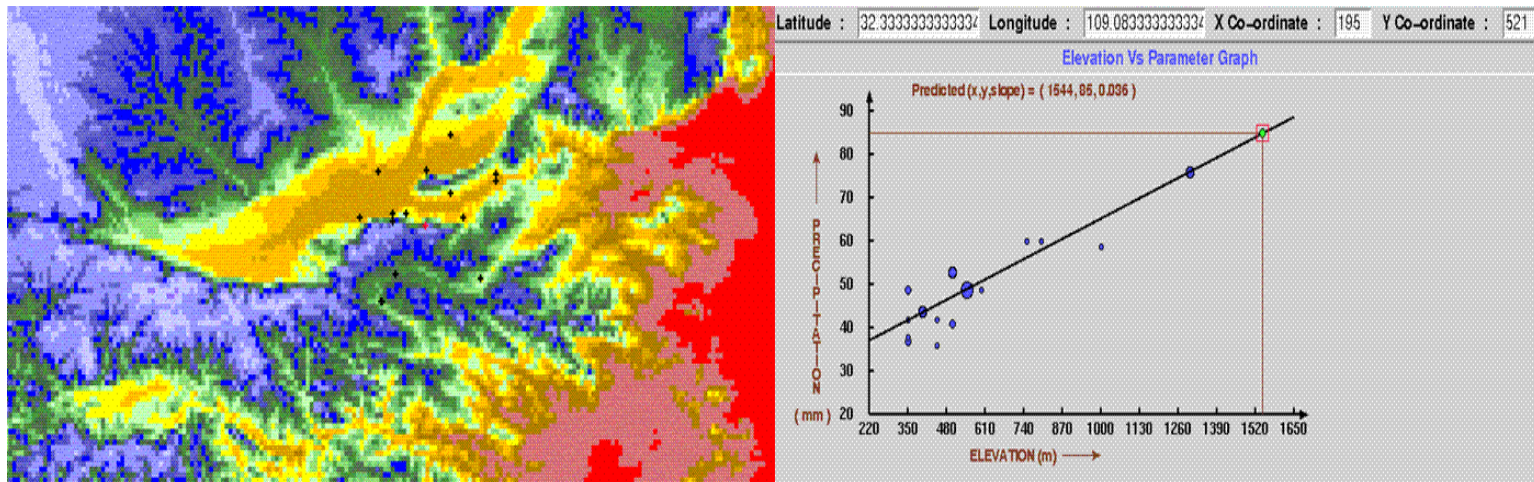 Latitude : 32.3333333333334 Longitude : 109.083333333334 X Co-ordinate : 195 Y Co-ordinate : 521
Elevation Vs Parameter Graph
Predicted (x,y,slope) = ( 1544, 85, 0.036 )
90
80
70
60
50
40
30
20
PRECIPITATION
( mm )
220 350 480 610 740 870 1000 1130 1260 1390 1520 1650
ELEVATION (m)